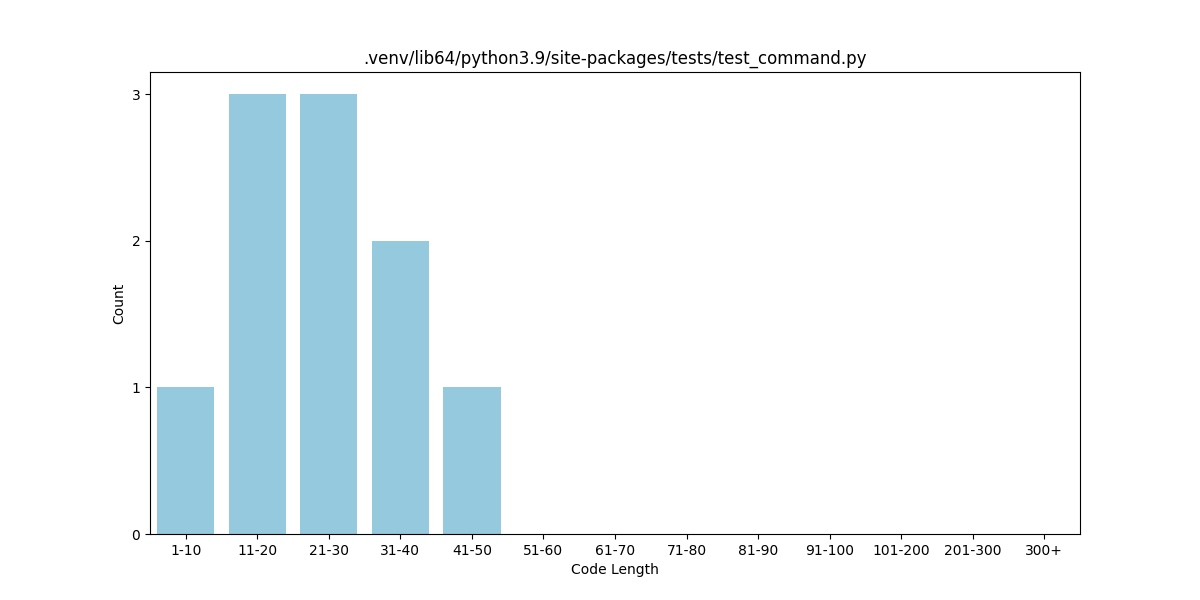 .venv/lib64/python3.9/site-packages/tests/test_command.py
3
2
1
0
Count
1-10 11-20 21-30 31-40 41-50 51-60 61-70 71-80 81-90 91-100 101-200 201-300 300+
Code Length